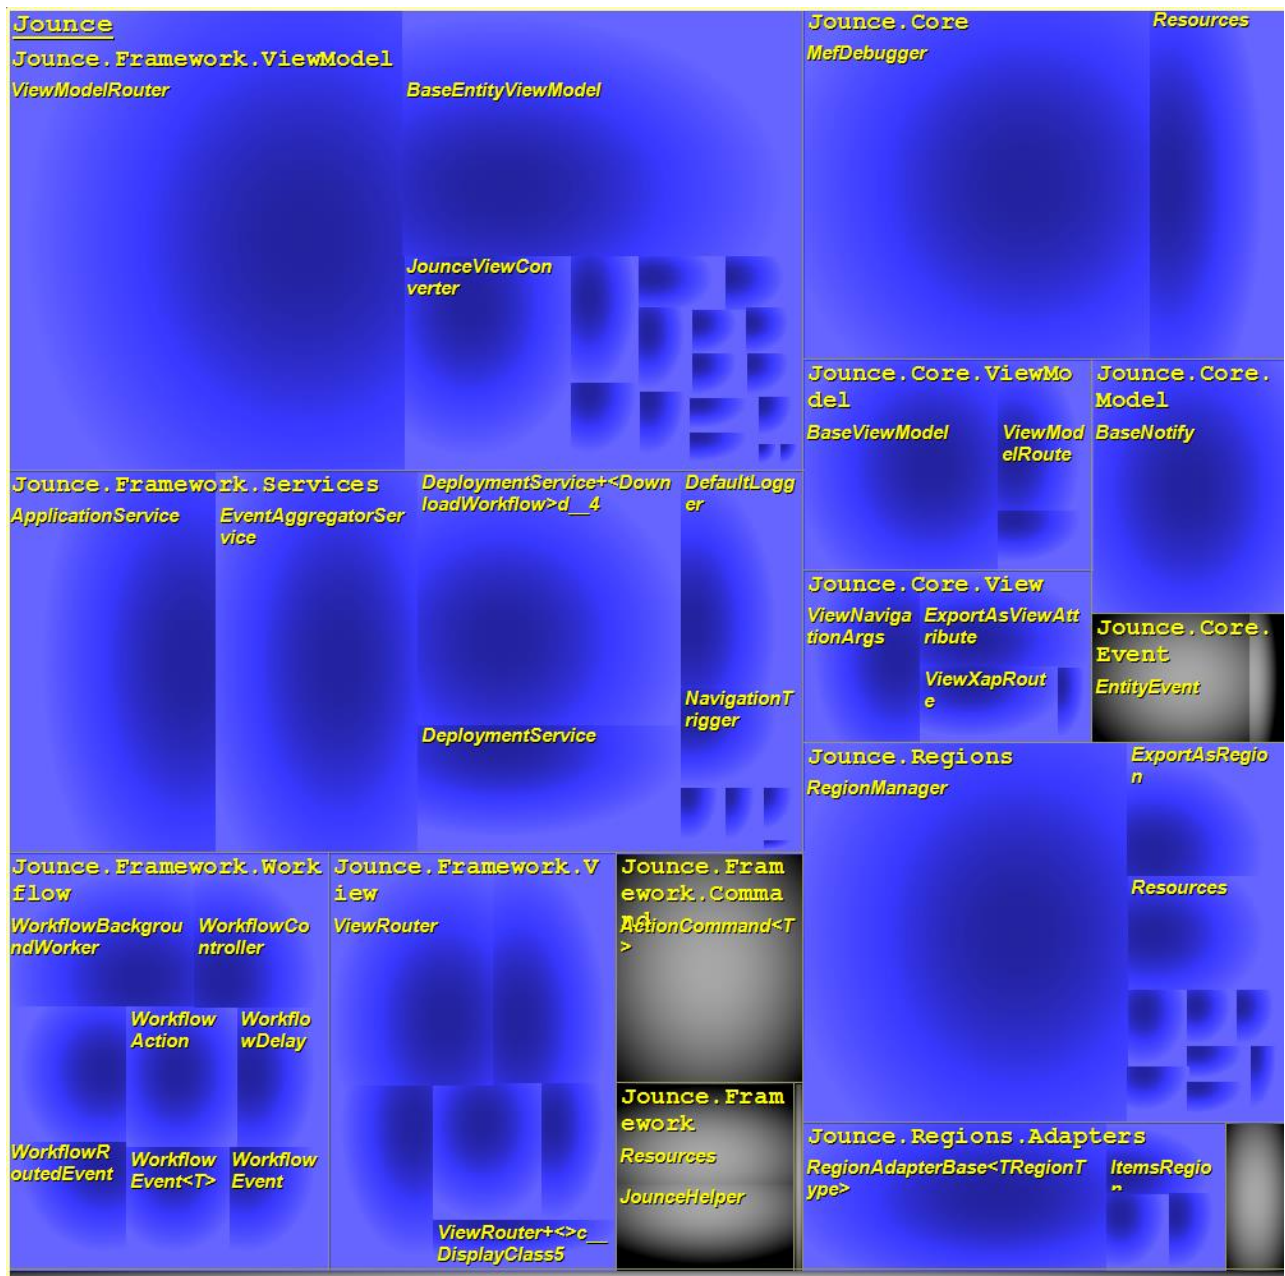 Jounce
Jounce.Framework.ViewModel
ViewModelRouter
BaseEntityViewModel
JounceViewCon
verter
Jounce.Core
Resources
MefDebugger
Jounce.Core.ViewMo
del
BaseViewModel
ViewMod
elRoute
Jounce.Core.
Model
BaseNotify
Jounce.Framework.Services
ApplicationService
EventAggregatorSer
vice
DeploymentService+<Down
loadWorkflow>d__4
DefaultLogg
er
DeploymentService
NavigationT
rigger
Jounce.Core.View
ViewNaviga
tionArgs
ExportAsViewAtt
ribute
ViewXapRout
e
Jounce.Core.
Event
EntityEvent
Jounce.Regions
RegionManager
ExportAsRegio
n
Resources
Jounce.Framework.Work
flow
WorkflowBackgrou
ndWorker
WorkflowCo
ntroller
Workflow
Action
Workflo
wDelay
WorkflowR
outedEvent
Workflow
Event<T>
Workflow
Event
Jounce.Framework.V
iew
ViewRouter
ViewRouter+<>c__
DisplayClass5
Jounce.Fram
ework.Comma
nd
ActionCommand<T
>
Jounce.Fram
ework
Resources
JounceHelper
Jounce.Regions.Adapters
RegionAdapterBase<TRegionT
ype>
ItemsRegio
n